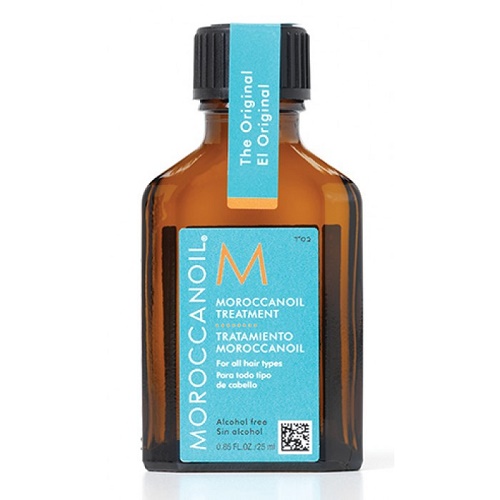 The Original
El Original
MOROCCANOIL®
M
MOROCCANOIL
TREATMENT
TRATAMIENTO
MOROCCANOIL
For all hair types
Para todo tipo
de cabello
Alcohol free
Sin alcohol
0.85 FL.OZ./25 ml